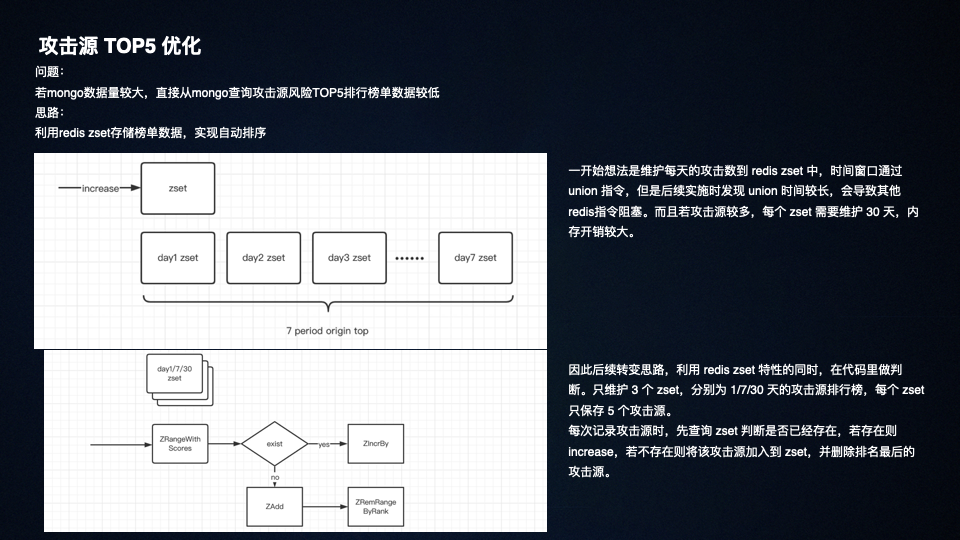 攻击源 TOP5 优化
问题：
若mongo数据量较大，直接从mongo查询攻击源风险TOP5排行榜单数据较低
思路：
利用redis zset存储榜单数据，实现自动排序
increase
zset
day1 zset
day2 zset
day3 zset
......
day7 zset
7 period origin top
一开始想法是维护每天的攻击数到 redis zset 中，时间窗口通过
union 指令，但是后续实施时发现 union 时间较长，会导致其他
redis指令阻塞。而且若攻击源较多，每个 zset 需要维护 30 天，内
存开销较大。
day1/7/30
zset
ZRangeWith
Scores
exist
yes
ZIncrBy
no
ZAdd
ZRemRange
ByRank
因此后续转变思路，利用 redis zset 特性的同时，在代码里做判
断。只维护 3 个 zset，分别为 1/7/30 天的攻击源排行榜，每个 zset
只保存 5 个攻击源。
每次记录攻击源时，先查询 zset 判断是否已经存在，若存在则
increase，若不存在则将该攻击源加入到 zset，并删除排名最后的
攻击源。